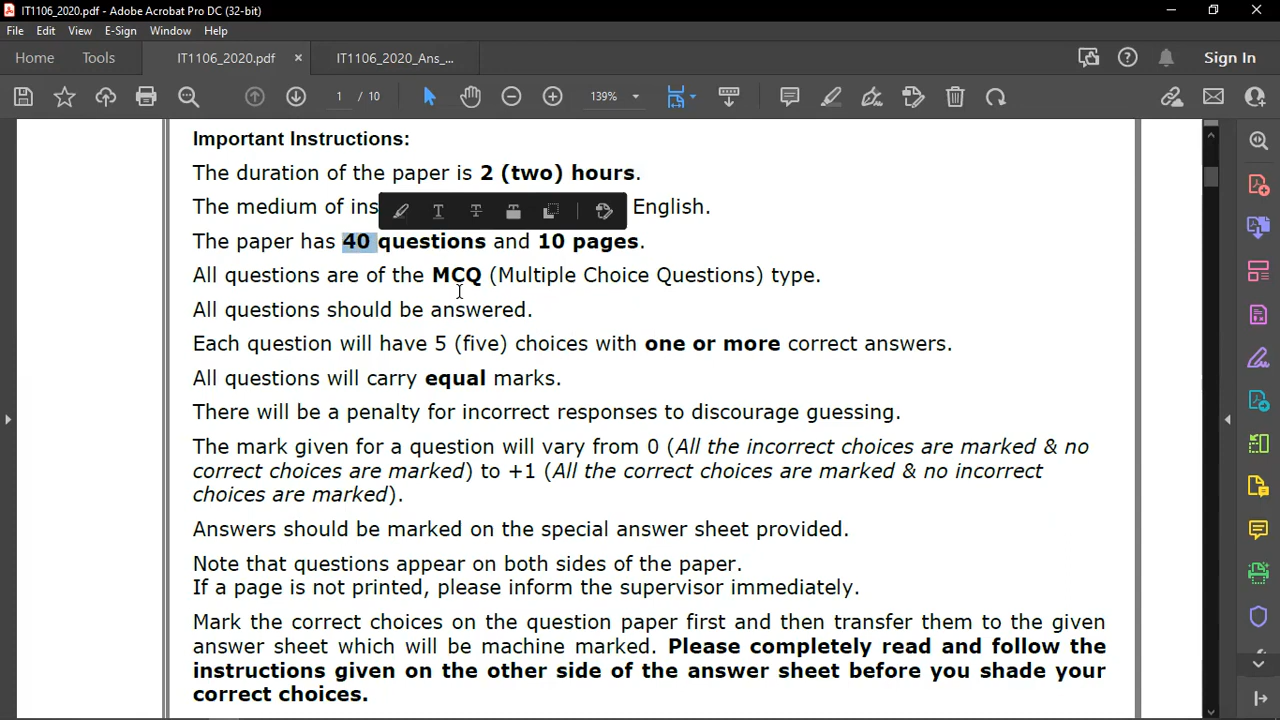 IT1106_2020.pdf - Adobe Acrobat Pro DC (32-bit)
File Edit View E-Sign Window Help
Home Tools IT1106_2020.pdf × IT1106_2020_Ans_... Sign In
1 / 10 139%
Important Instructions:
The duration of the paper is 2 (two) hours.
The medium of ins English.
The paper has 40 questions and 10 pages.
All questions are of the MCQ (Multiple Choice Questions) type.
All questions should be answered.
Each question will have 5 (five) choices with one or more correct answers.
All questions will carry equal marks.
There will be a penalty for incorrect responses to discourage guessing.
The mark given for a question will vary from 0 (All the incorrect choices are marked & no
correct choices are marked) to +1 (All the correct choices are marked & no incorrect
choices are marked).
Answers should be marked on the special answer sheet provided.
Note that questions appear on both sides of the paper.
If a page is not printed, please inform the supervisor immediately.
Mark the correct choices on the question paper first and then transfer them to the given
answer sheet which will be machine marked. Please completely read and follow the
instructions given on the other side of the answer sheet before you shade your
correct choices.